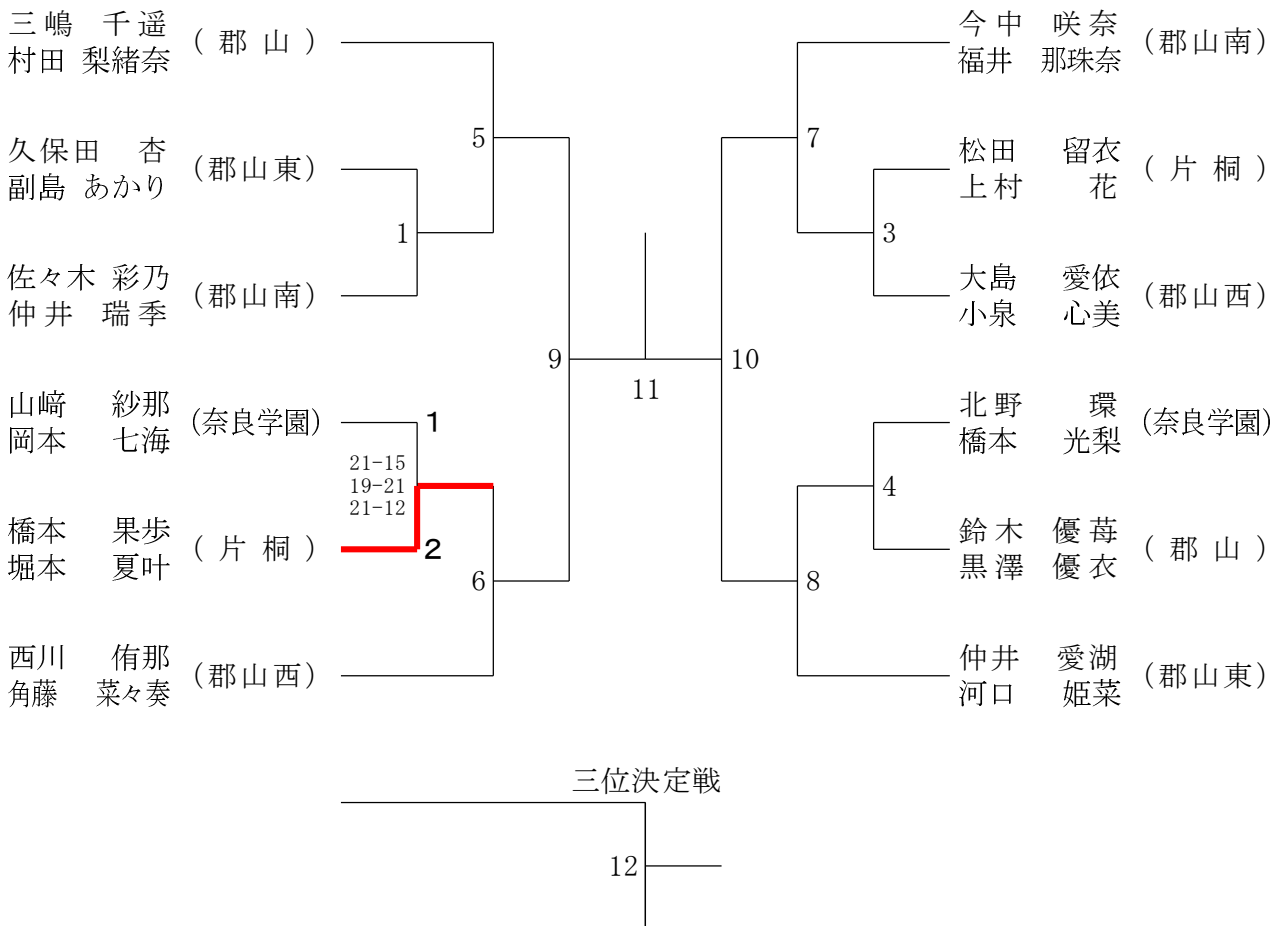 三嶋 千遥
村田 梨緒奈
（郡山）
久保田 杏
副島 あかり
（郡山東）
佐々木 彩乃
仲井 瑞季
（郡山南）
山﨑 紗那
岡本 七海
（奈良学園）
橋本 果歩
堀本 夏叶
（片桐）
西川 侑那
角藤 菜々奏
（郡山西）
5
1
1
21-15
19-21
21-12
2
6
9
11
10
7
3
4
8
今中 咲奈
福井 那珠奈
（郡山南）
松田 留衣
上村 花
（片桐）
大島 愛依
小泉 心美
（郡山西）
北野 環
橋本 光梨
（奈良学園）
鈴木 優苺
黒澤 優衣
（郡山）
仲井 愛湖
河口 姫菜
（郡山東）
三位決定戦
12